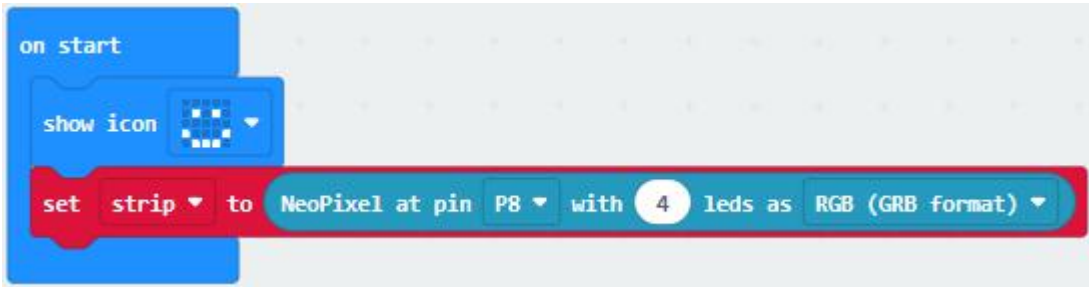 on start
show icon
set strip to NeoPixel at pin P8 with 4 leds as RGB (GRB format)